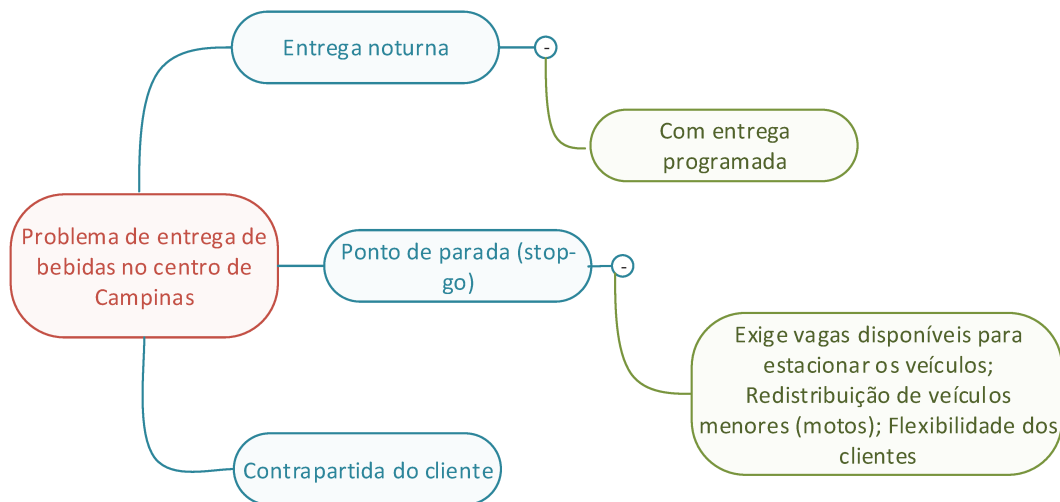 Entrega noturna
-
Com entrega
programada
Problema de entrega de
bebidas no centro de
Campinas
Ponto de parada (stop-
go)
-
Exige vagas disponíveis para
estacionar os veículos;
Redistribuição de veículos
menores (motos); Flexibilidade dos
clientes
Contrapartida do cliente